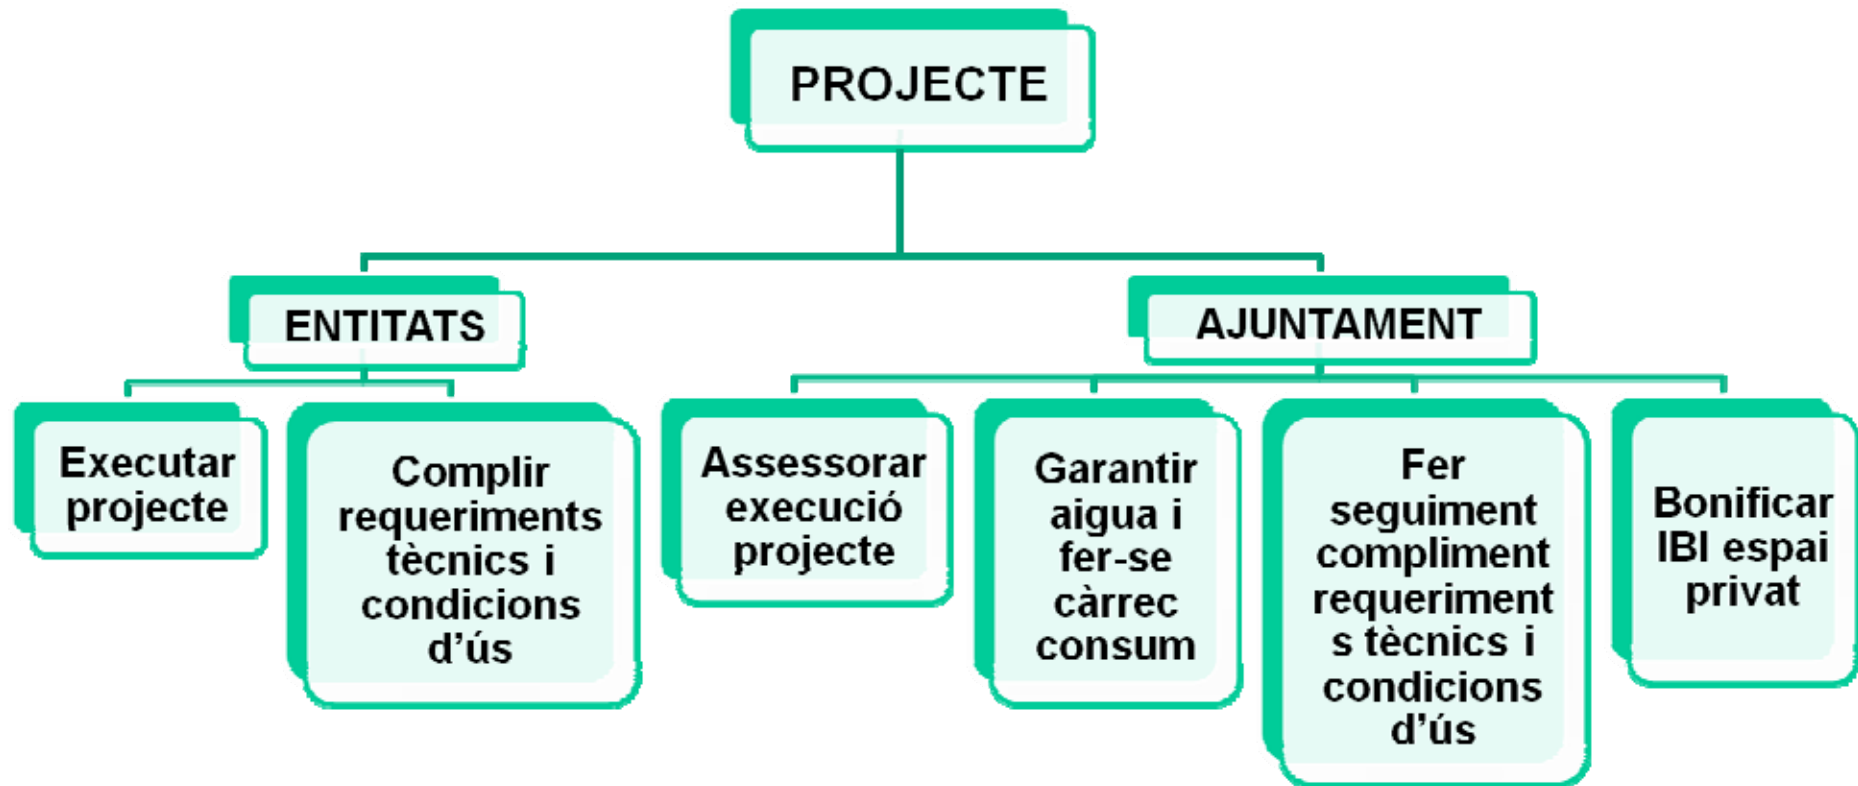 PROJECTE
ENTITATS
AJUNTAMENT
Executar
projecte
Complir
requeriments
tècnics i
condicions
d'ús
Assessorar
execució
projecte
Garantir
aigua i
fer-se
càrrec
consum
Fer
seguiment
compliment
requeriment
s tècnics i
condicions
d'ús
Bonificar
IBI espai
privat